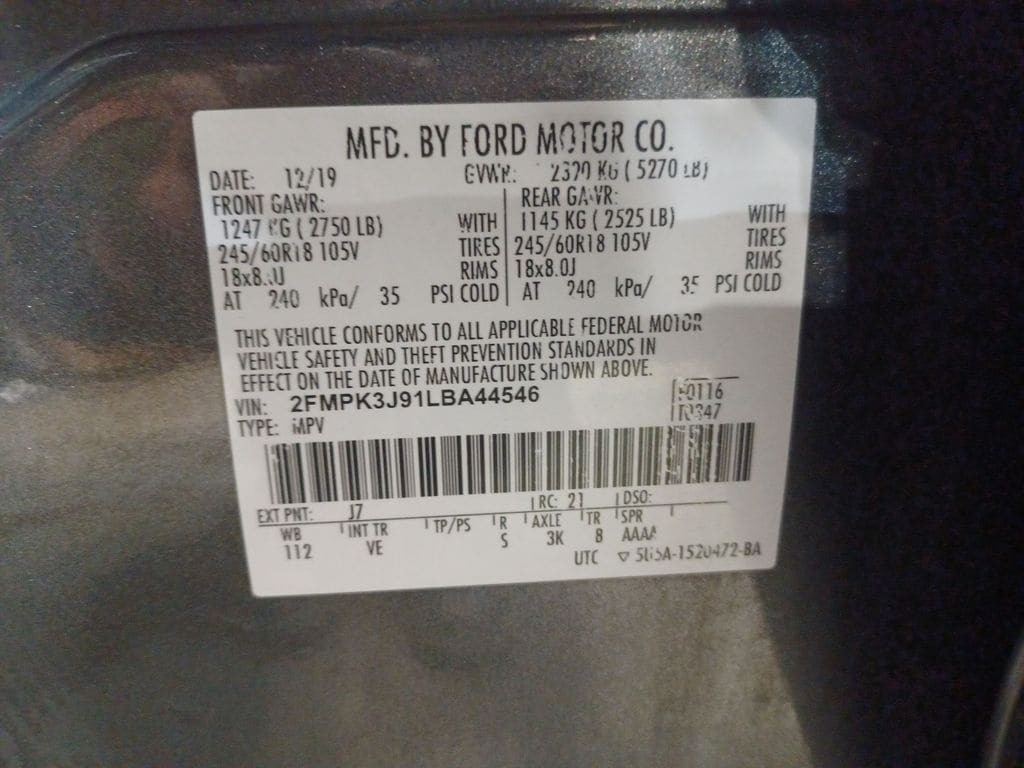 MFD. BY FORD MOTOR CO.
DATE: 12/19 GVWR: KG ( 5270 LB)
FRONT GAWR: REAR GAWR:
1247 KG ( 2750 LB) WITH 1145 KG ( 2525 LB) WITH
245/60R18 105V TIRES 245/60R18 105V TIRES
18x8.0J RIMS 18x8.0J RIMS
AT 240 kPa/ 35 PSI COLD AT 240 kPa/ 35 PSI COLD
THIS VEHICLE CONFORMS TO ALL APPLICABLE FEDERAL MOTOR
VEHICLE SAFETY AND THEFT PREVENTION STANDARDS IN
EFFECT ON THE DATE OF MANUFACTURE SHOWN ABOVE.
VIN: 2FMPK3J91LBA44546
TYPE: MPV
EXT PNT: J7 RC: 21 DSO:
WB INT TR TP/PS R AXLE TR SPR
112 VE S 3K 8 AAAA
UTC